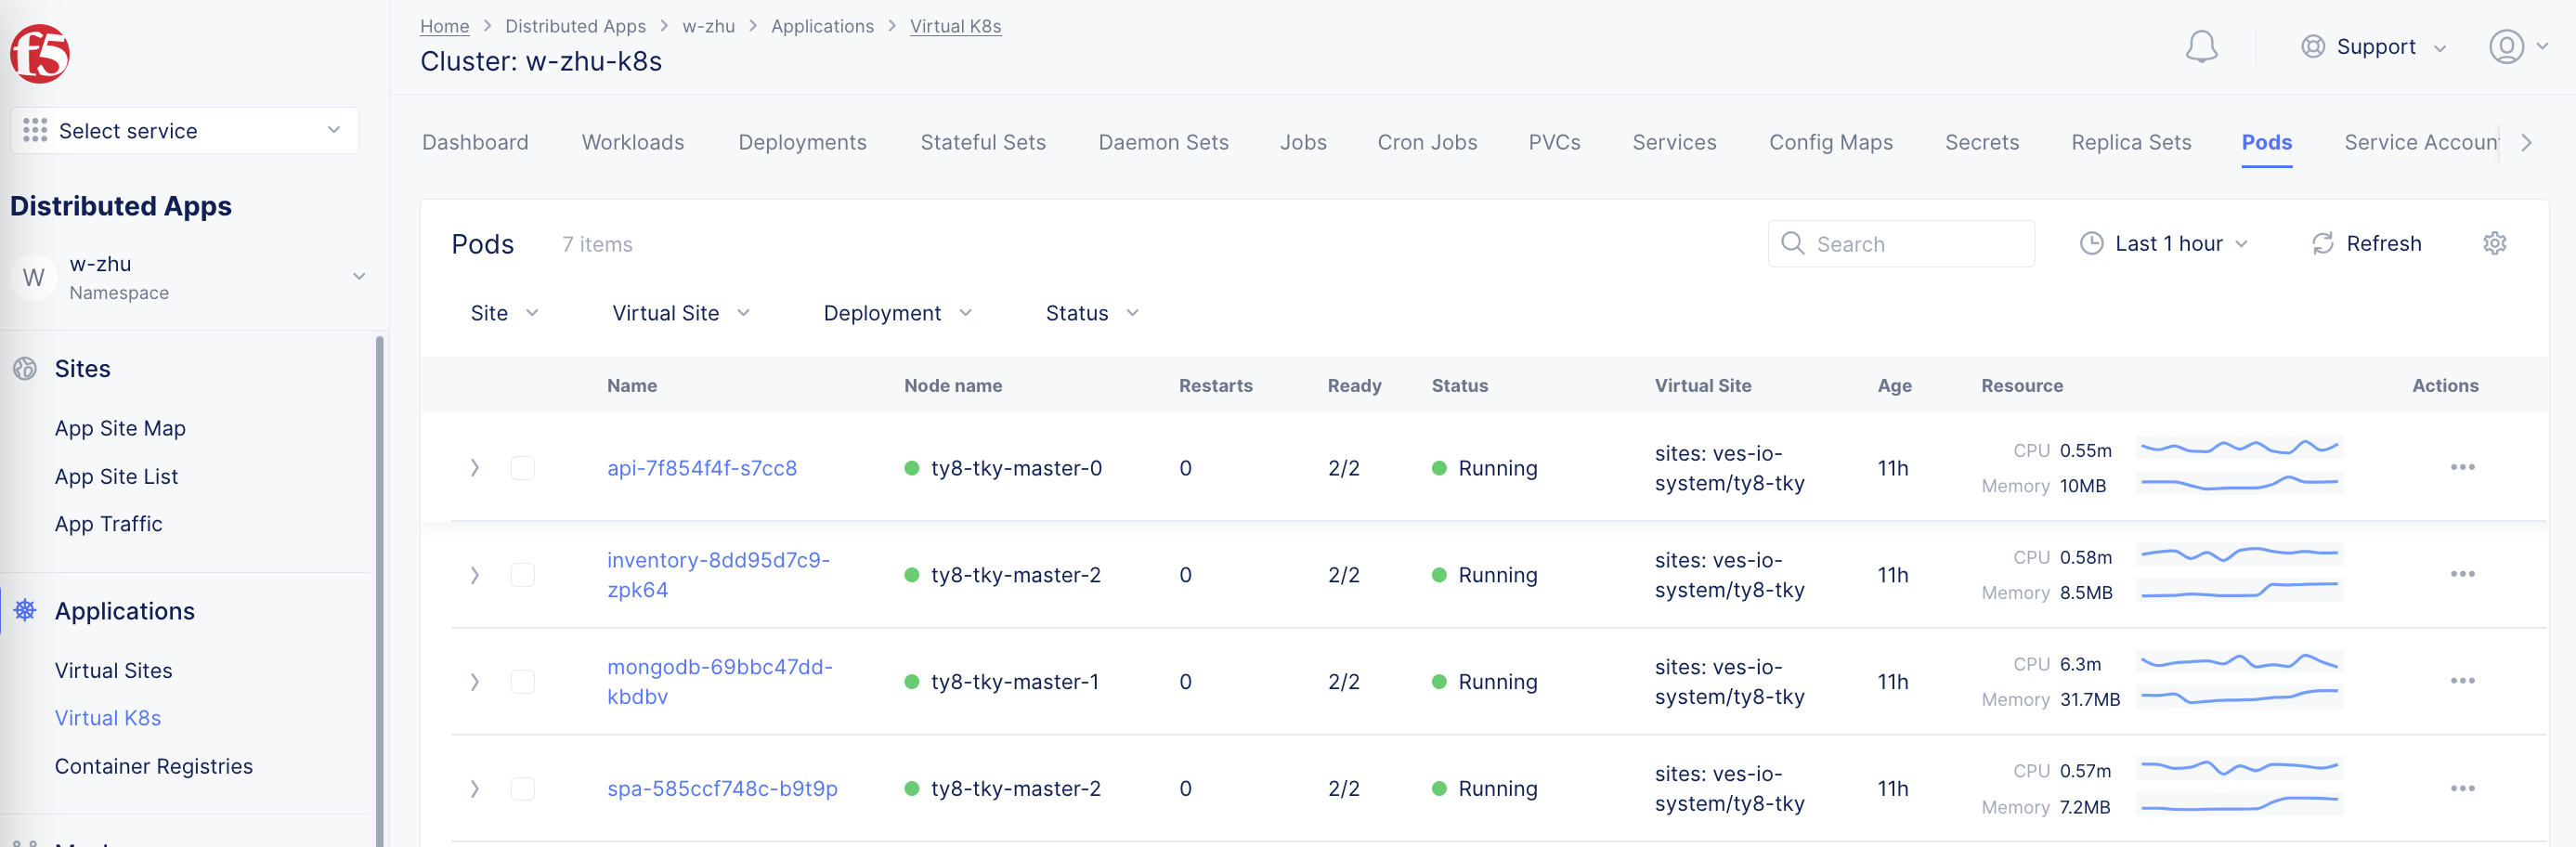 f5
Home > Distributed Apps > w-zhu > Applications > Virtual K8s
Cluster: w-zhu-k8s
Support
Select service
Distributed Apps
W
w-zhu
Namespace
Sites
App Site Map
App Site List
App Traffic
Applications
Virtual Sites
Virtual K8s
Container Registries
Dashboard Workloads Deployments Stateful Sets Daemon Sets Jobs Cron Jobs PVCs Services Config Maps Secrets Replica Sets Pods Service Accoun
Pods 7 items
Search
Last 1 hour
Refresh
Site Virtual Site Deployment Status
Name Node name Restarts Ready Status Virtual Site Age Resource Actions
api-7f854f4f-s7cc8 ty8-tky-master-0 0 2/2 Running sites: ves-io-
system/ty8-tky 11h CPU 0.55m
Memory 10MB
inventory-8dd95d7c9-
zpk64 ty8-tky-master-2 0 2/2 Running sites: ves-io-
system/ty8-tky 11h CPU 0.58m
Memory 8.5MB
mongodb-69bbc47dd-
kbdbv ty8-tky-master-1 0 2/2 Running sites: ves-io-
system/ty8-tky 11h CPU 6.3m
Memory 31.7MB
spa-585ccf748c-b9t9p ty8-tky-master-2 0 2/2 Running sites: ves-io-
system/ty8-tky 11h CPU 0.57m
Memory 7.2MB